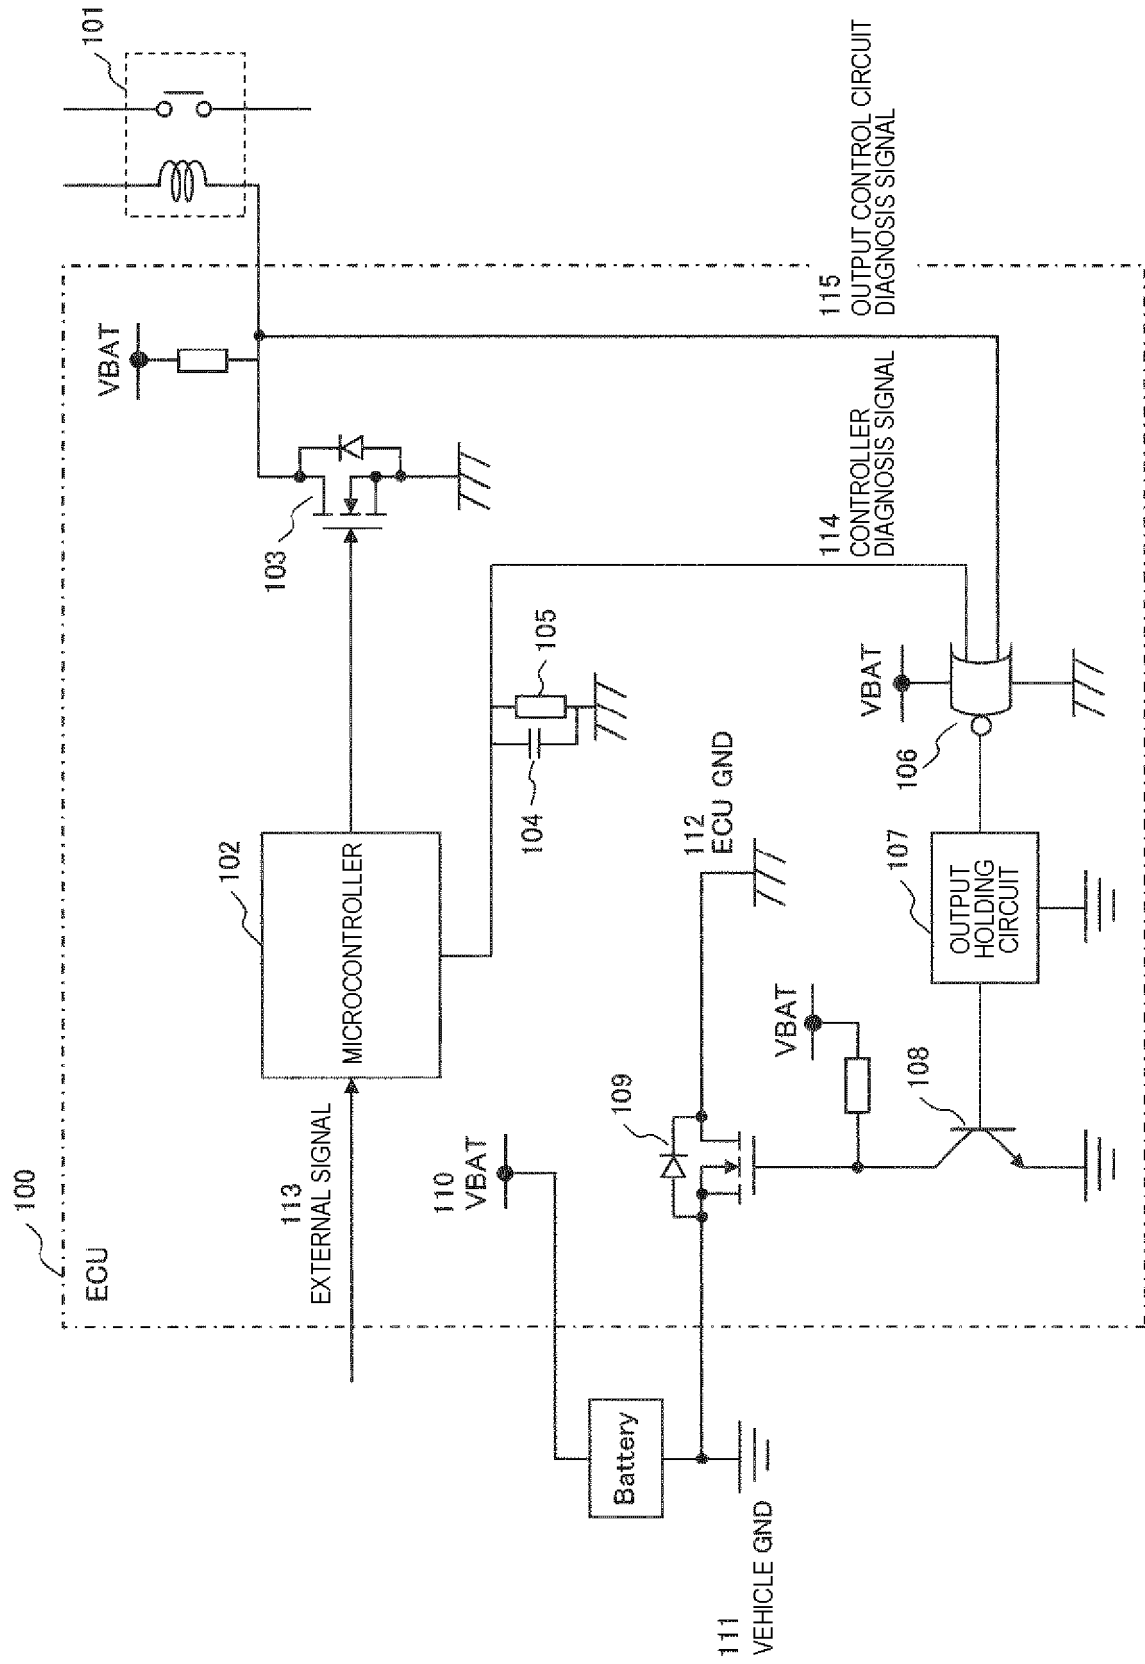 100
ECU
113
EXTERNAL SIGNAL
102
MICROCONTROLLER
103
VBAT
101
110
VBAT
104
105
114
CONTROLLER
DIAGNOSIS SIGNAL
115
OUTPUT CONTROL CIRCUIT
DIAGNOSIS SIGNAL
Battery
111
VEHICLE GND
109
112
ECU GND
VBAT
108
107
OUTPUT
HOLDING
CIRCUIT
106
VBAT